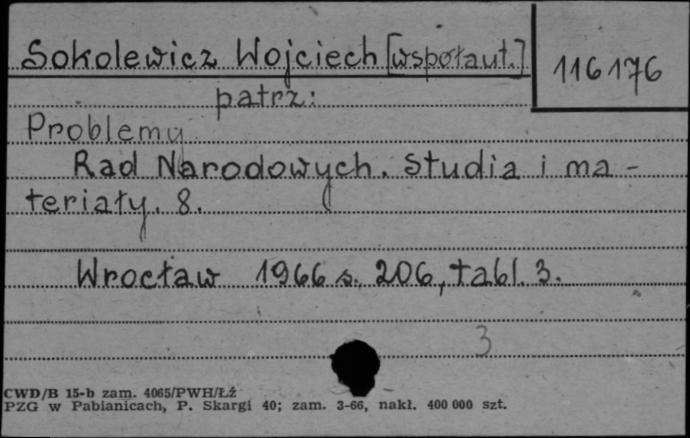 Sokolewicz Wojciech [współaut.]
116176
patrz:
Problemy
Rad Narodowych. Studia i ma-
teriały. 8.
Wrocław 1966 s. 206, tabl. 3.
3
CWD/B 15-b zam. 4065/PWH/Łż
PZG w Pabianicach, P. Skargi 40; zam. 3-66, nakł. 400 000 szt.